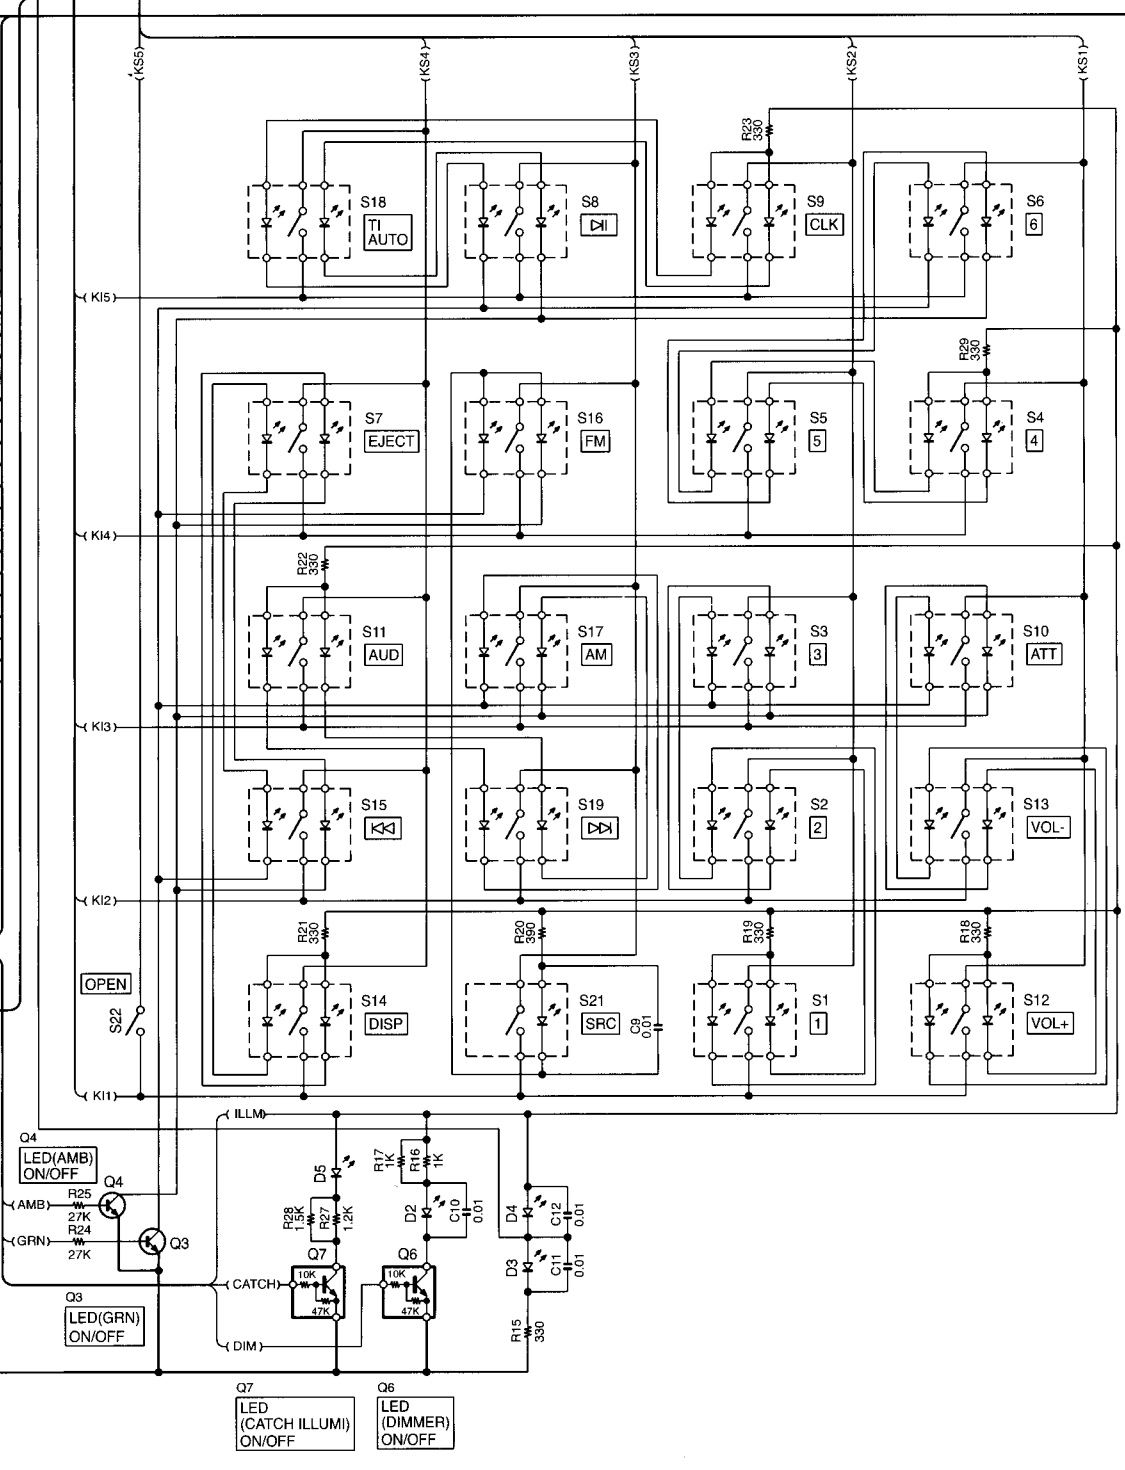 KS5
KS4
KS3
KS2
KS1
R23
330
S18
TI
AUTO
S8
S9
CLK
S6
6
KI5
R29
330
S7
EJECT
S16
FM
S5
5
S4
4
KI4
R22
330
S11
AUD
S17
AM
S3
3
S10
ATT
KI3
S15
S19
S2
2
S13
VOL-
KI2
R21
330
R20
390
R19
330
R18
330
OPEN
S22
S14
DISP
S21
SRC
C9
0.01
S1
1
S12
VOL+
KI1
ILLM
Q4
LED(AMB)
ON/OFF
Q4
AMB
R25
27K
GRN
R24
27K
Q3
D5
R28
1.5K
R27
1.2K
R17
1K
R16
1K
D2
C10
0.01
D4
C12
0.01
D3
C11
0.01
R15
330
Q7
10K
47K
Q6
10K
47K
CATCH
DIM
Q3
LED(GRN)
ON/OFF
Q7
LED
(CATCH ILLUMI)
ON/OFF
Q6
LED
(DIMMER)
ON/OFF